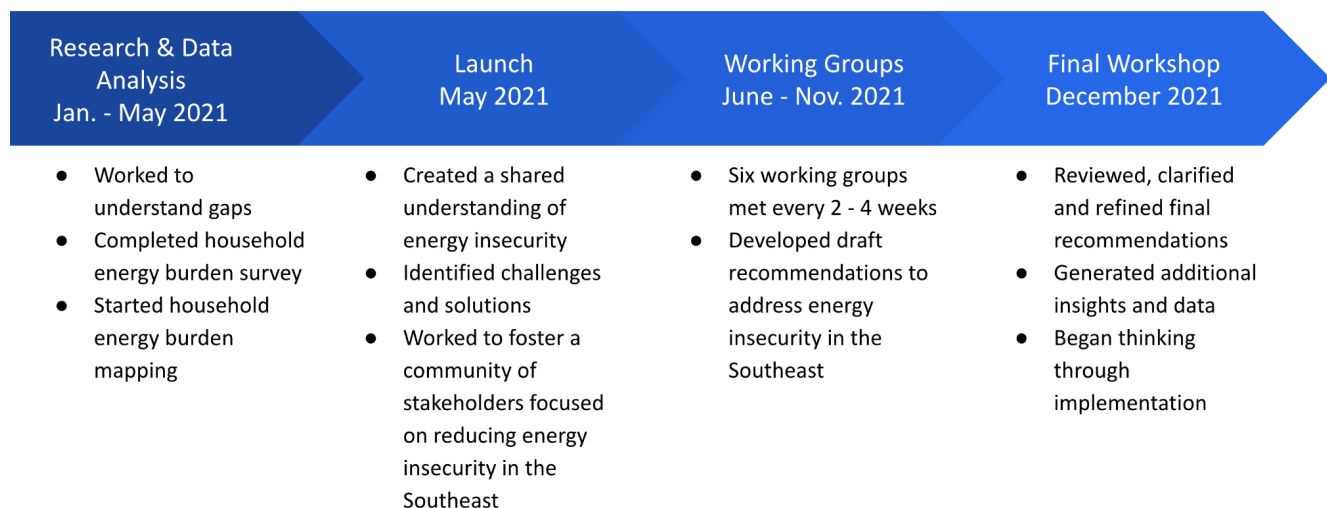 Research & Data
Analysis
Jan. - May 2021
Launch
May 2021
Working Groups
June - Nov. 2021
Final Workshop
December 2021
● Worked to
understand gaps
● Completed household
energy burden survey
● Started household
energy burden
mapping
● Created a shared
understanding of
energy insecurity
● Identified challenges
and solutions
● Worked to foster a
community of
stakeholders focused
on reducing energy
insecurity in the
Southeast
● Six working groups
met every 2 - 4 weeks
● Developed draft
recommendations to
address energy
insecurity in the
Southeast
● Reviewed, clarified
and refined final
recommendations
● Generated additional
insights and data
● Began thinking
through
implementation